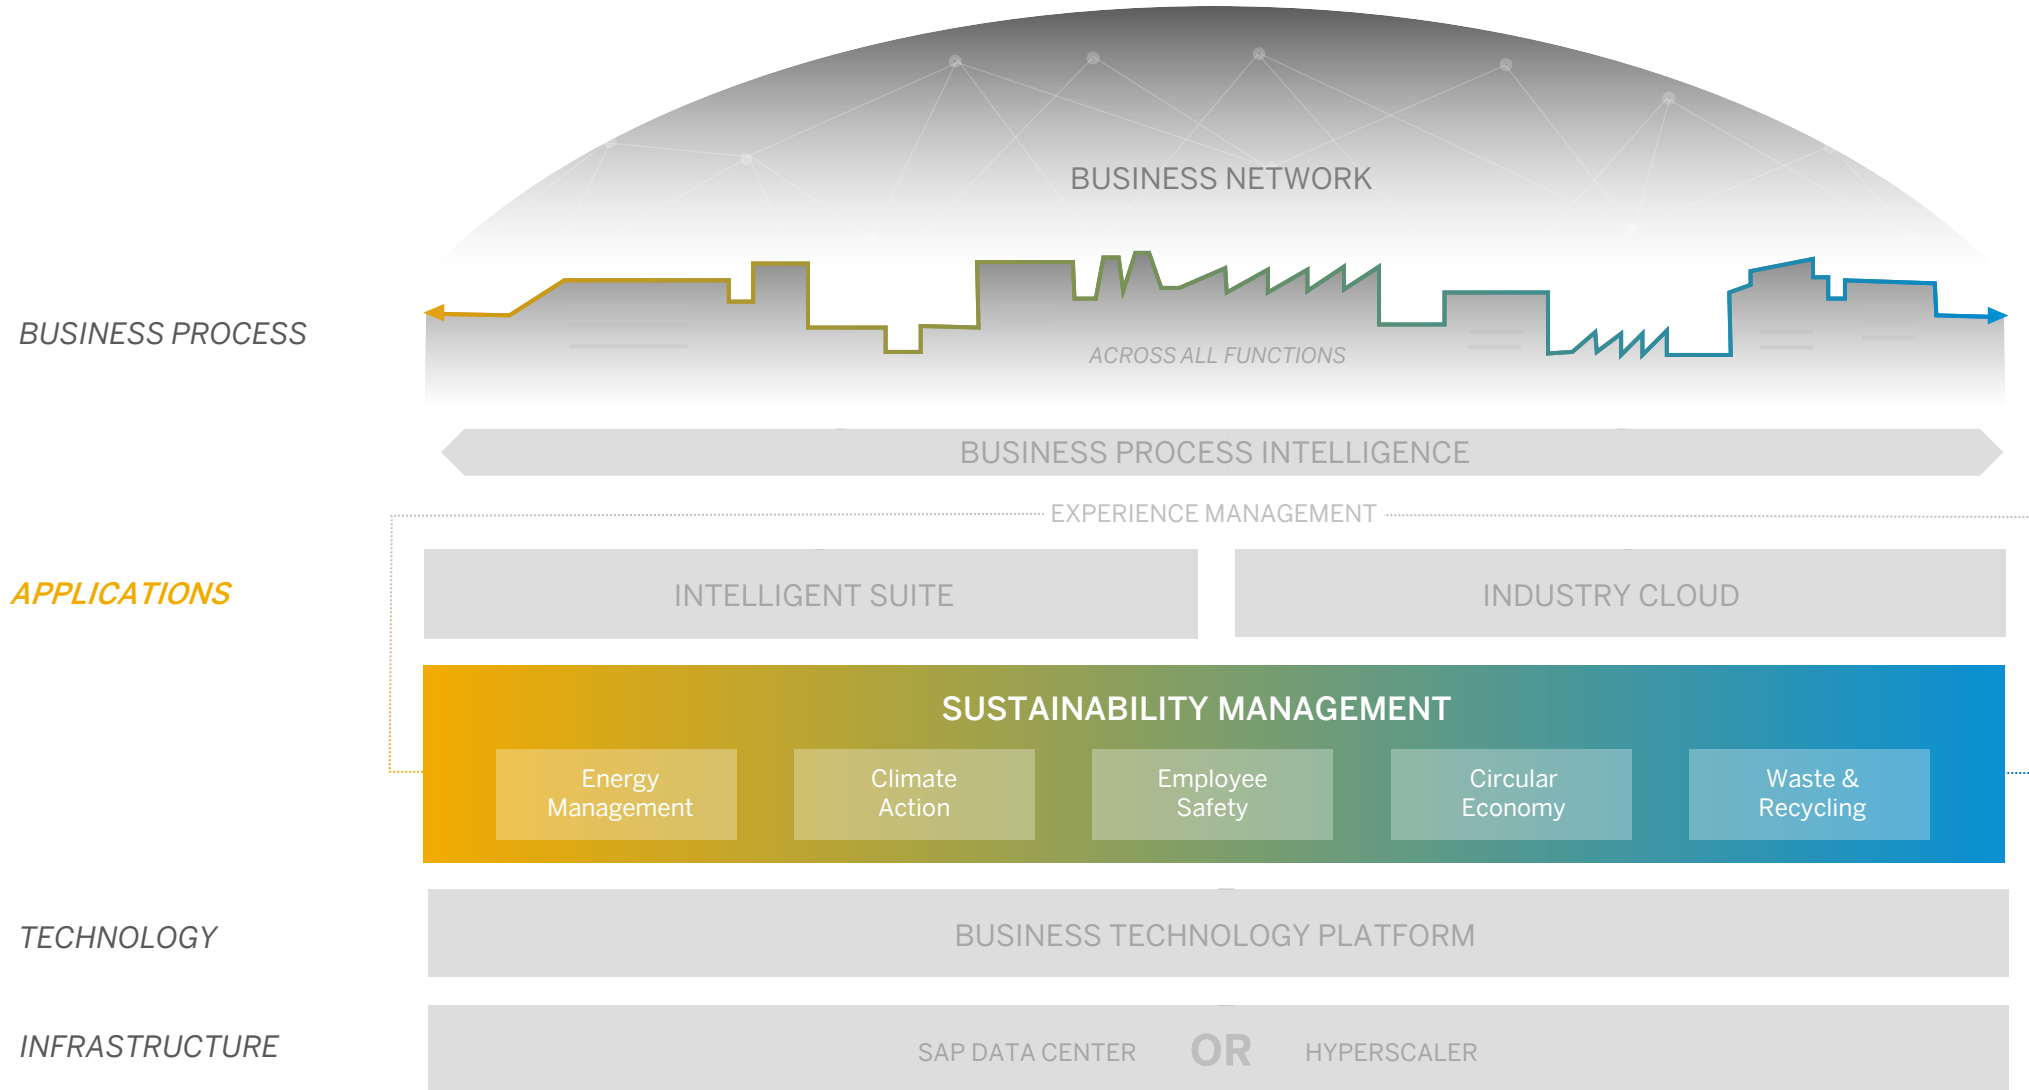 BUSINESS NETWORK
BUSINESS PROCESS
ACROSS ALL FUNCTIONS
BUSINESS PROCESS INTELLIGENCE
EXPERIENCE MANAGEMENT
APPLICATIONS
INTELLIGENT SUITE
INDUSTRY CLOUD
SUSTAINABILITY MANAGEMENT
Energy
Management
Climate
Action
Employee
Safety
Circular
Economy
Waste &
Recycling
TECHNOLOGY
BUSINESS TECHNOLOGY PLATFORM
INFRASTRUCTURE
SAP DATA CENTER OR HYPERSCALER